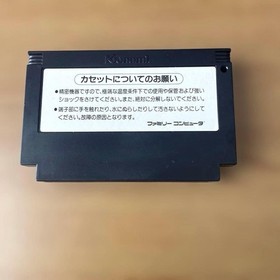 Konami
カセットについてのお願い
●精密機器ですので、極端な温度条件下での使用や保管および強い
ショックをさけてください。また、絶対に分解しないでください。
●端子部に手を触れたり、水にぬらしたりして汚さないようにして
ください。故障の原因となります。
ファミリー コンピュータ